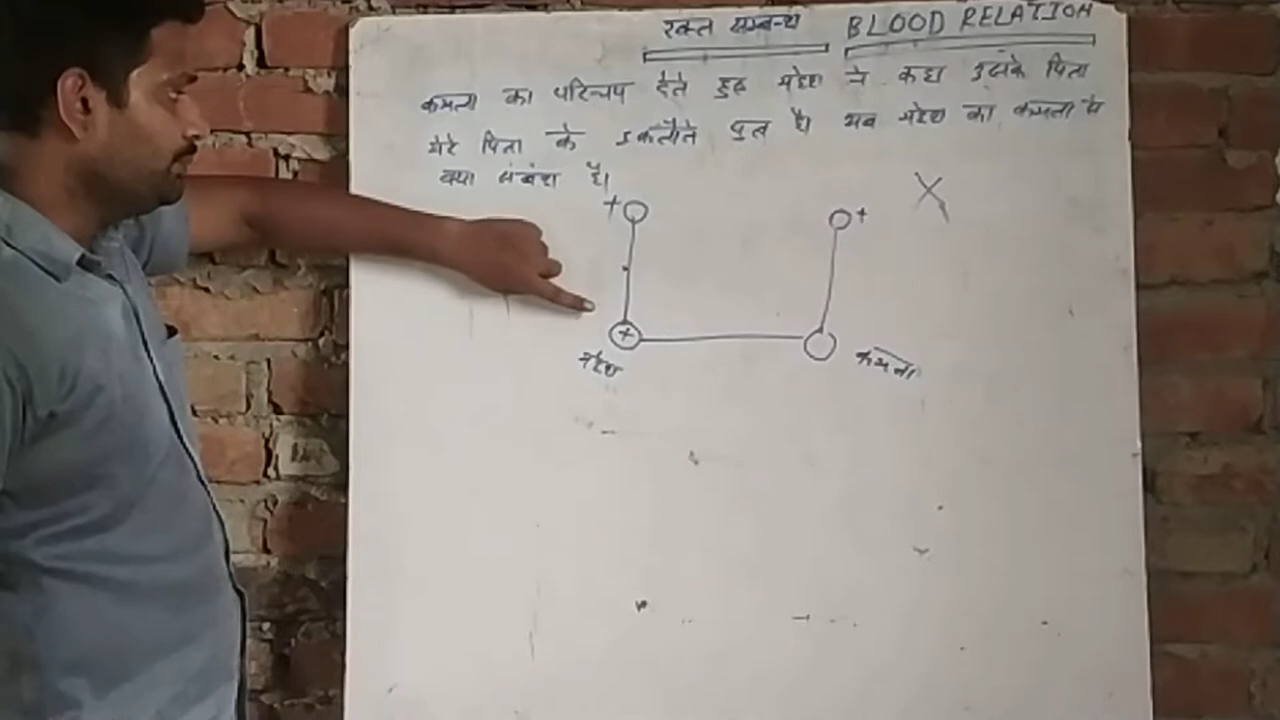 रक्त सम्बन्ध BLOOD RELATION
कमला का परिचय देते हुए महेश ने कहा उसके पिता
मेरे पिता के इकलौते पुत्र है। अब महेश का कमला से
क्या संबंध है।
+ + X
+
महेश कमला